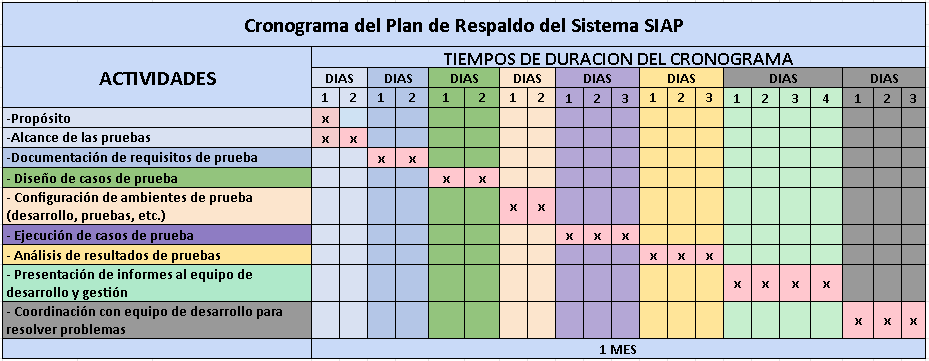 Cronograma del Plan de Respaldo del Sistema SIAP
ACTIVIDADES
TIEMPOS DE DURACION DEL CRONOGRAMA
DIAS DIAS DIAS DIAS DIAS DIAS DIAS DIAS
1 2 1 2 1 2 1 2 1 2 3 1 2 3 1 2 3 4 1 2 3
-Propósito x
-Alcance de las pruebas x x
-Documentación de requisitos de prueba x x
- Diseño de casos de prueba x x
- Configuración de ambientes de prueba
(desarrollo, pruebas, etc.) x x
- Ejecución de casos de prueba x x x
- Análisis de resultados de pruebas x x x
- Presentación de informes al equipo de
desarrollo y gestión x x x x
- Coordinación con equipo de desarrollo para
resolver problemas x x x
1 MES